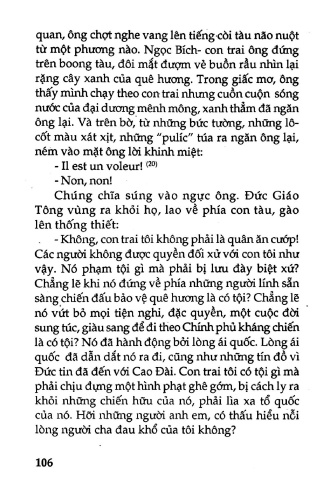 quan, ông chợt nghe vang lên tiếng còi tàu não nuột
từ một phương nào. Ngọc Bích- con trai ông đứng
trên boong tàu, đôi mắt đượm vẻ buồn rầu nhìn lại
rặng cây xanh của quê hương. Trong giấc mơ, ông
thấy mình chạy theo con trai nhưng cuồn cuộn sóng
nước của đại dương mênh mông, xanh thẳm đã ngăn
ông lại. Và trên bờ, từ những bức tường, những lô-
cốt màu xát xịt, những "pulíc" túa ra ngăn ông lại,
ném vào mặt ông lời khinh miệt:
- Il est un voleur! (20)
- Non, non!
Chúng chĩa súng vào ngực ông. Đức Giáo
Tông vùng ra khỏi họ, lao về phía con tàu, gào
lên thống thiết:
- Không, con trai tôi không phải là quân ăn cướp!
Các người không được quyền đối xử với con tôi như
vậy. Nó phạm tội gì mà phải bị lưu đày biệt xứ?
Chẳng lẽ khi nó đứng về phía những người lính sẵn
sàng chiến đấu bảo vệ quê hương là có tội? Chẳng lẽ
nó vứt bỏ mọi tiện nghi, đặc quyền, một cuộc đời
sung túc, giàu sang để đi theo Chính phủ kháng chiến
là có tội? Nó đã hành động bởi lòng ái quốc. Lòng ái
quốc đã dẫn dắt nó ra đi, cũng như những tín đồ vì
Đức tin đã đến với Cao Đài. Con trai tôi có tội gì mà
phải chịu đựng một hình phạt ghê gớm, bị cách ly ra
khỏi những chiến hữu của nó, phải lìa xa tổ quốc
của nó. Hỡi những người anh em, có thấu hiểu nỗi
lòng người cha đau khổ của tôi không?
106